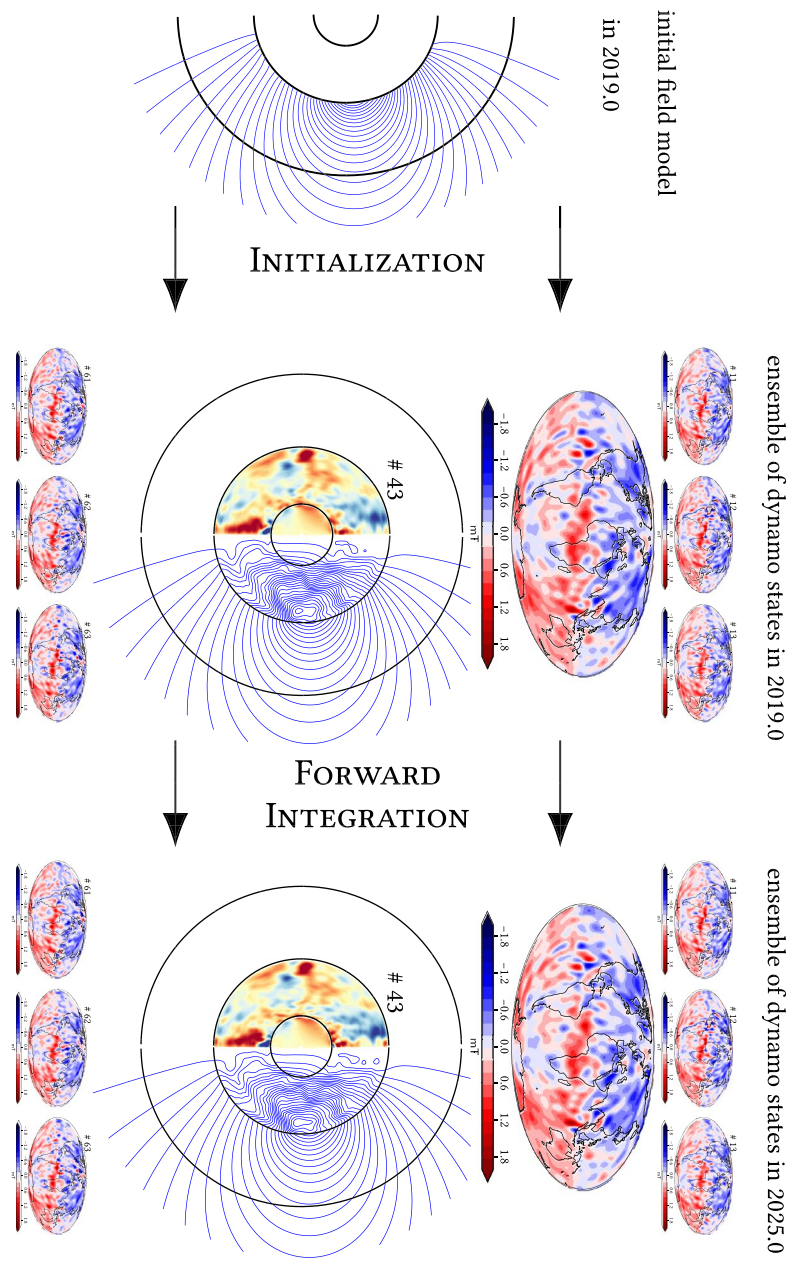 initial field model
in 2019.0
INITIALIZATION
ensemble of dynamo states in 2019.0
# 11
# 12
# 13
# 43
−1.8 −1.2 −0.6 0.0 0.6 1.2 1.8
mT
# 61
# 62
# 63
FORWARD
INTEGRATION
ensemble of dynamo states in 2025.0
# 11
# 12
# 13
# 43
−1.8 −1.2 −0.6 0.0 0.6 1.2 1.8
mT
# 61
# 62
# 63